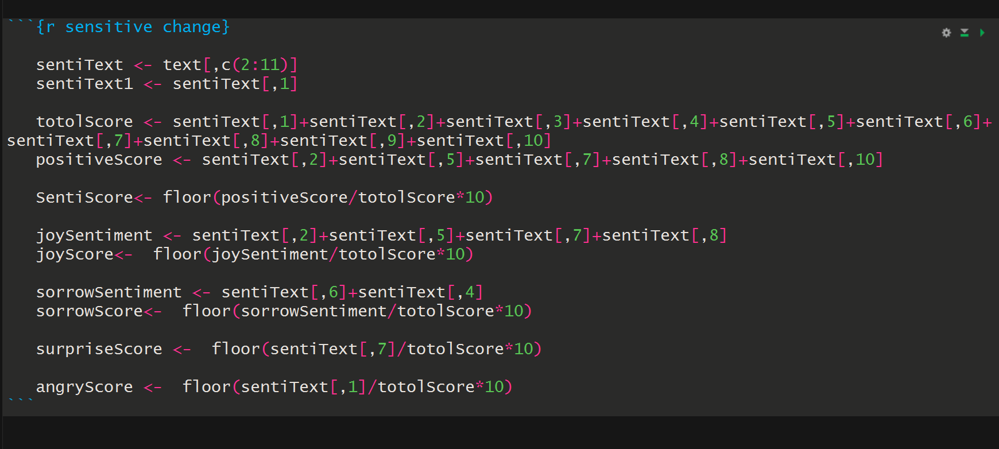 ```{r sensitive change}
sentiText <- text[,c(2:11)]
sentiText1 <- sentiText[,1]
totolScore <- sentiText[,1]+sentiText[,2]+sentiText[,3]+sentiText[,4]+sentiText[,5]+sentiText[,6]+
sentiText[,7]+sentiText[,8]+sentiText[,9]+sentiText[,10]
positiveScore <- sentiText[,2]+sentiText[,5]+sentiText[,7]+sentiText[,8]+sentiText[,10]
SentiScore<- floor(positiveScore/totolScore*10)
joySentiment <- sentiText[,2]+sentiText[,5]+sentiText[,7]+sentiText[,8]
joyScore<-  floor(joySentiment/totolScore*10)
sorrowSentiment <- sentiText[,6]+sentiText[,4]
sorrowScore<-  floor(sorrowSentiment/totolScore*10)
surpriseScore <-  floor(sentiText[,7]/totolScore*10)
angryScore <-  floor(sentiText[,1]/totolScore*10)
```